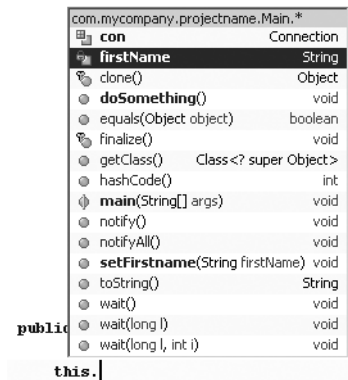 com.mycompany.projectname.Main.*
con Connection
firstName String
clone() Object
doSomething() void
equals(Object object) boolean
finalize() void
getClass() Class<? super Object>
hashCode() int
main(String[] args) void
notify() void
notifyAll() void
setFirstname(String firstName) void
toString() String
wait() void
wait(long l) void
wait(long l, int i) void
public
this.